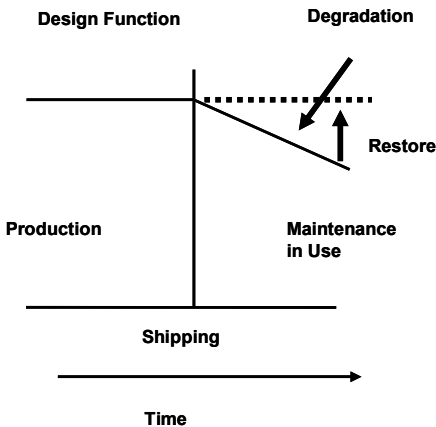 Design Function
Degradation
Restore
Production
Maintenance
in Use
Shipping
Time